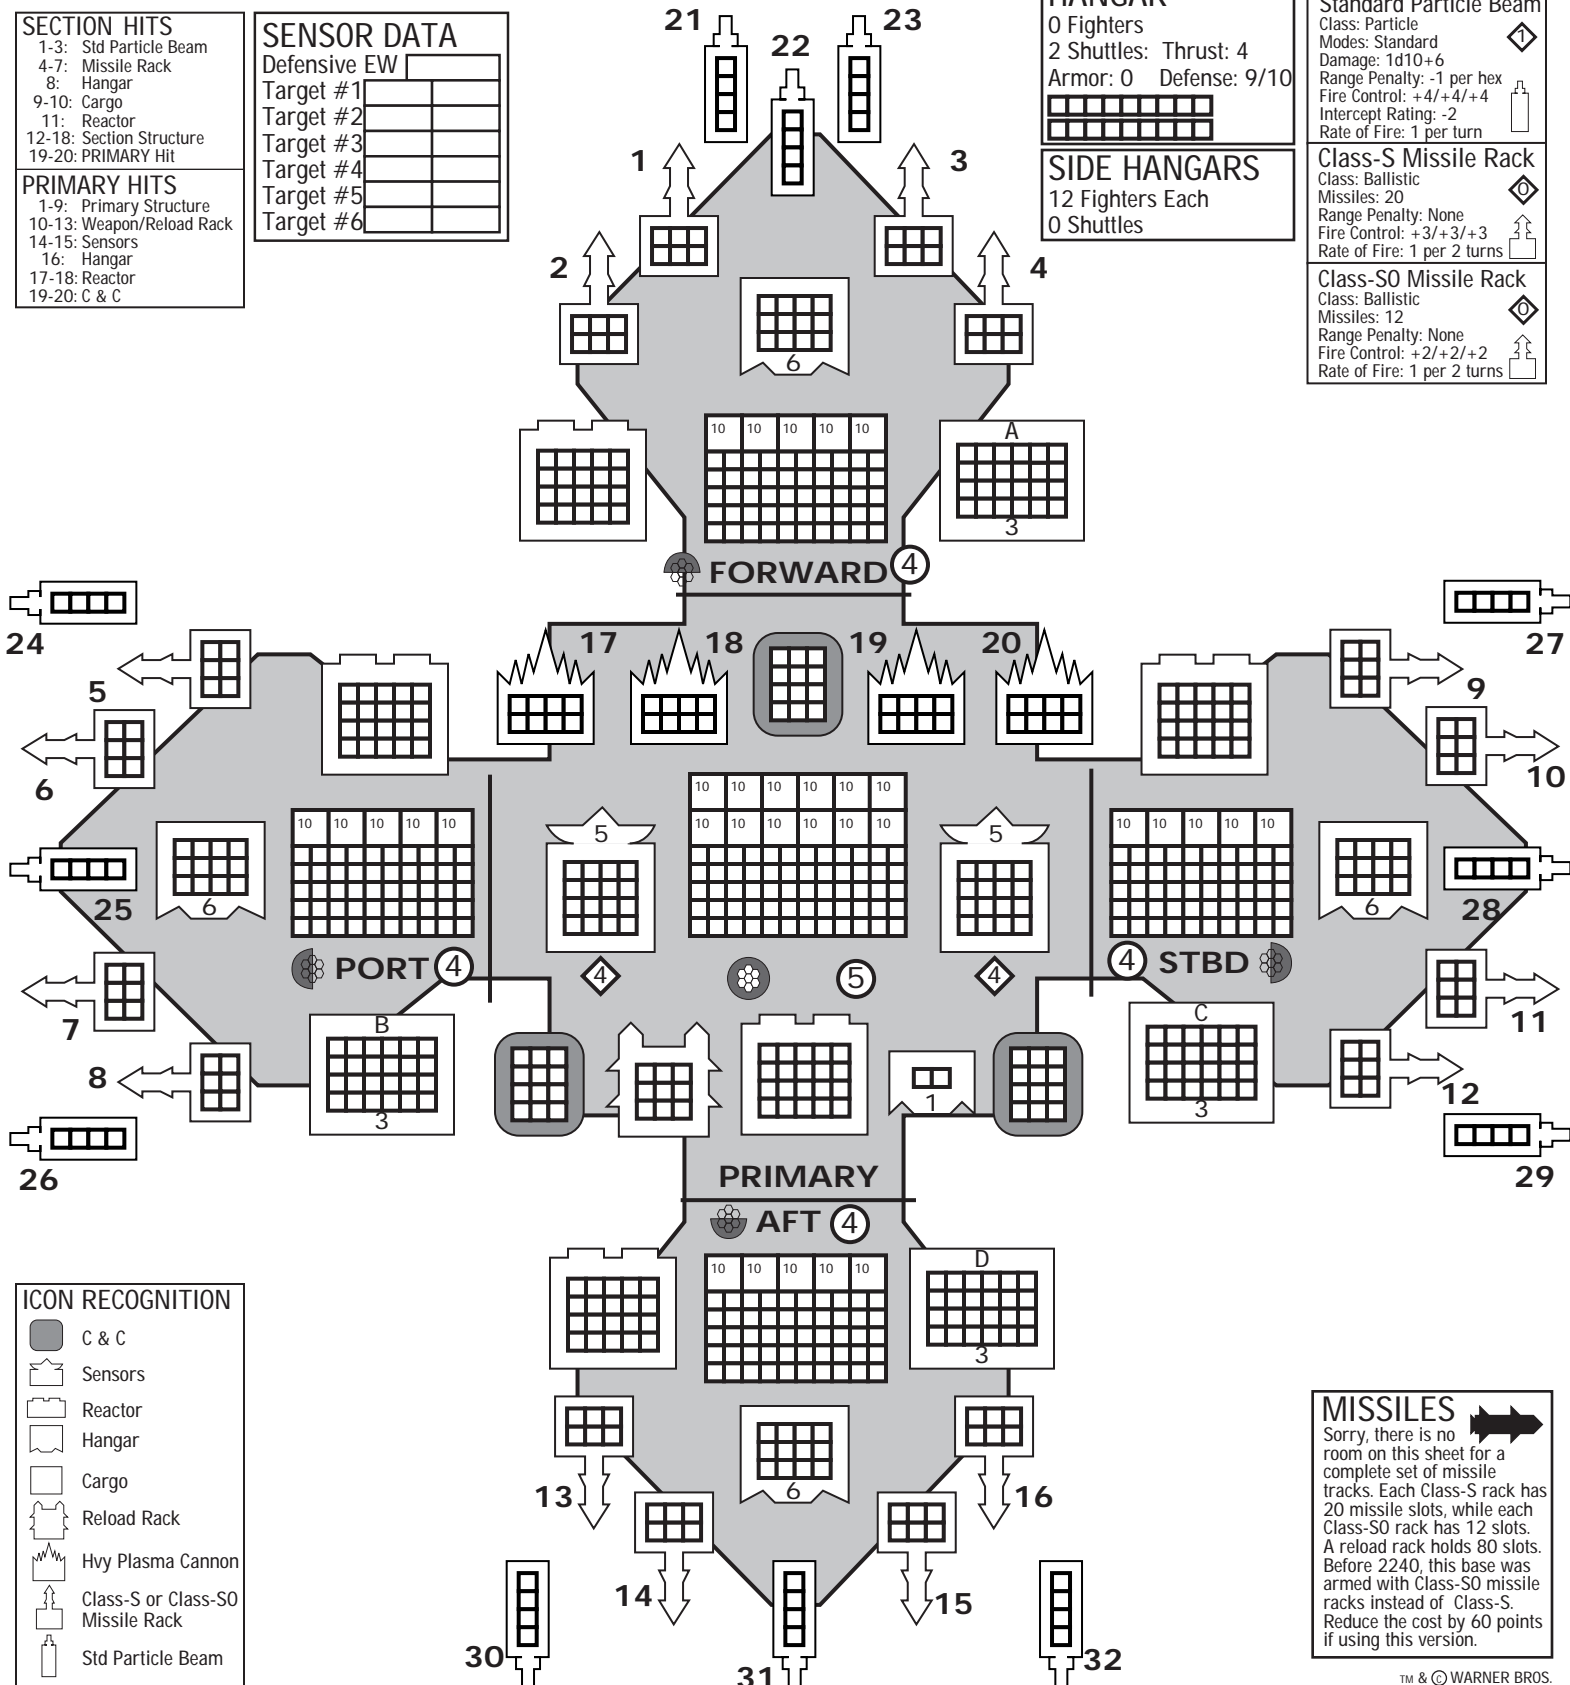 SECTION HITS
1-3: Std Particle Beam
4-7: Missile Rack
8: Hangar
9-10: Cargo
11: Reactor
12-18: Section Structure
19-20: PRIMARY Hit
PRIMARY HITS
1-9: Primary Structure
10-13: Weapon/Reload Rack
14-15: Sensors
16: Hangar
17-18: Reactor
19-20: C & C
SENSOR DATA
Defensive EW
Target #1
Target #2
Target #3
Target #4
Target #5
Target #6
HANGAR
0 Fighters
2 Shuttles: Thrust: 4
Armor: 0 Defense: 9/10
SIDE HANGARS
12 Fighters Each
0 Shuttles
Standard Particle Beam
Class: Particle
1
Modes: Standard
Damage: 1d10+6
Range Penalty: -1 per hex
Fire Control: +4/+4/+4
Intercept Rating: -2
Rate of Fire: 1 per turn
Class-S Missile Rack
Class: Ballistic
0
Missiles: 20
Range Penalty: None
Fire Control: +3/+3/+3
Rate of Fire: 1 per 2 turns
Class-SO Missile Rack
Class: Ballistic
0
Missiles: 12
Range Penalty: None
Fire Control: +2/+2/+2
Rate of Fire: 1 per 2 turns
21 22 23
1 3
2 4
6
10 10 10 10 10
A
3
FORWARD 4
24 27
17 18 19 20
5 9
6 10
10 10 10 10 10 10
10 10 10 10 10 10
10 10 10 10 10
5 5
10 10 10 10 10
6 6
25 28
PORT 4
4 5 4
4 STBD
7 11
B
3
C
3
8 12
1
26 29
PRIMARY
AFT 4
10 10 10 10 10
D
3
6
13 16
14 15
30 31 32
ICON RECOGNITION
C & C
Sensors
Reactor
Hangar
Cargo
Reload Rack
Hvy Plasma Cannon
Class-S or Class-SO
Missile Rack
Std Particle Beam
MISSILES
Sorry, there is no
room on this sheet for a
complete set of missile
tracks. Each Class-S rack has
20 missile slots, while each
Class-SO rack has 12 slots.
A reload rack holds 80 slots.
Before 2240, this base was
armed with Class-SO missile
racks instead of Class-S.
Reduce the cost by 60 points
if using this version.
TM & © WARNER BROS.